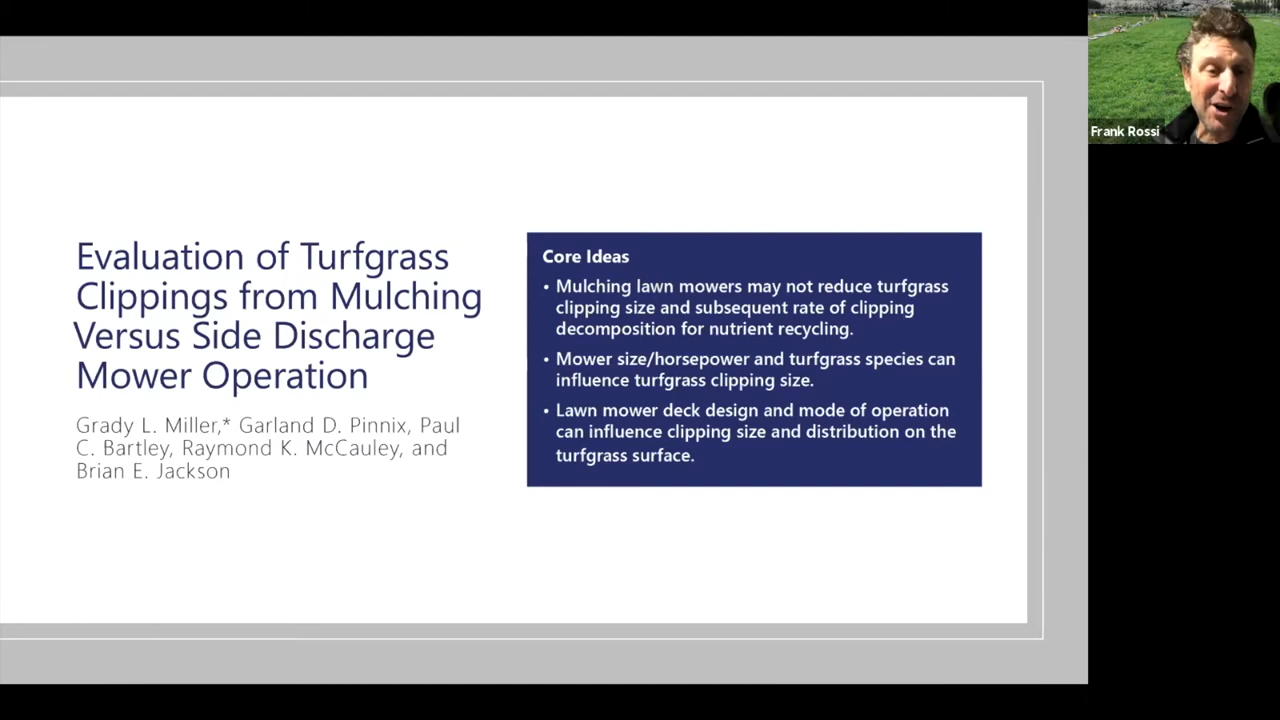 Evaluation of Turfgrass
Clippings from Mulching
Versus Side Discharge
Mower Operation
Grady L. Miller,* Garland D. Pinnix, Paul
C. Bartley, Raymond K. McCauley, and
Brian E. Jackson
Core Ideas
• Mulching lawn mowers may not reduce turfgrass
clipping size and subsequent rate of clipping
decomposition for nutrient recycling.
• Mower size/horsepower and turfgrass species can
influence turfgrass clipping size.
• Lawn mower deck design and mode of operation
can influence clipping size and distribution on the
turfgrass surface.
Frank Rossi